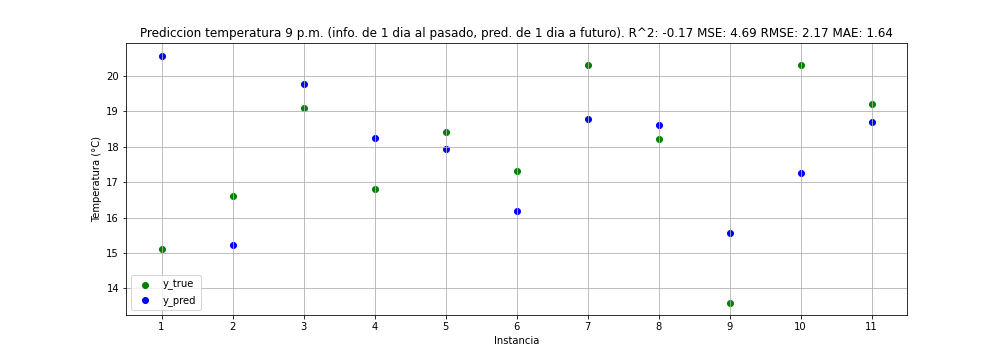 Prediccion temperatura 9 p.m. (info. de 1 dia al pasado, pred. de 1 dia a futuro). R^2: -0.17 MSE: 4.69 RMSE: 2.17 MAE: 1.64
Temperatura (°C)
20
19
18
17
16
15
14
y_true
y_pred
1 2 3 4 5 6 7 8 9 10 11
Instancia